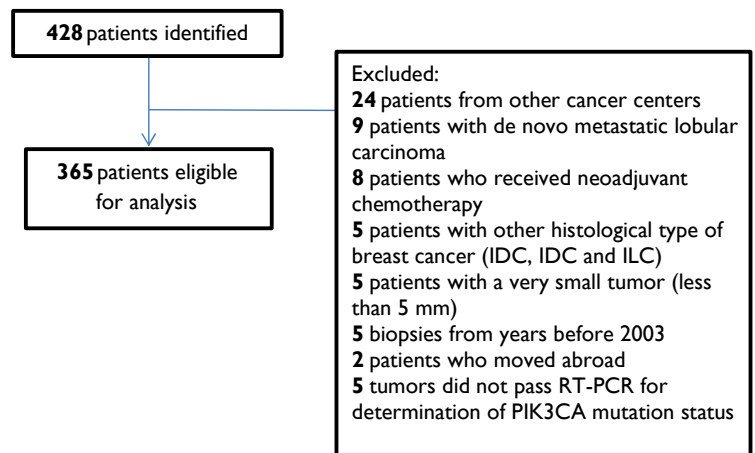 428 patients identified
365 patients eligible
for analysis
Excluded:
24 patients from other cancer centers
9 patients with de novo metastatic lobular
carcinoma
8 patients who received neoadjuvant
chemotherapy
5 patients with other histological type of
breast cancer (IDC, IDC and ILC)
5 patients with a very small tumor (less
than 5 mm)
5 biopsies from years before 2003
2 patients who moved abroad
5 tumors did not pass RT-PCR for
determination of PIK3CA mutation status